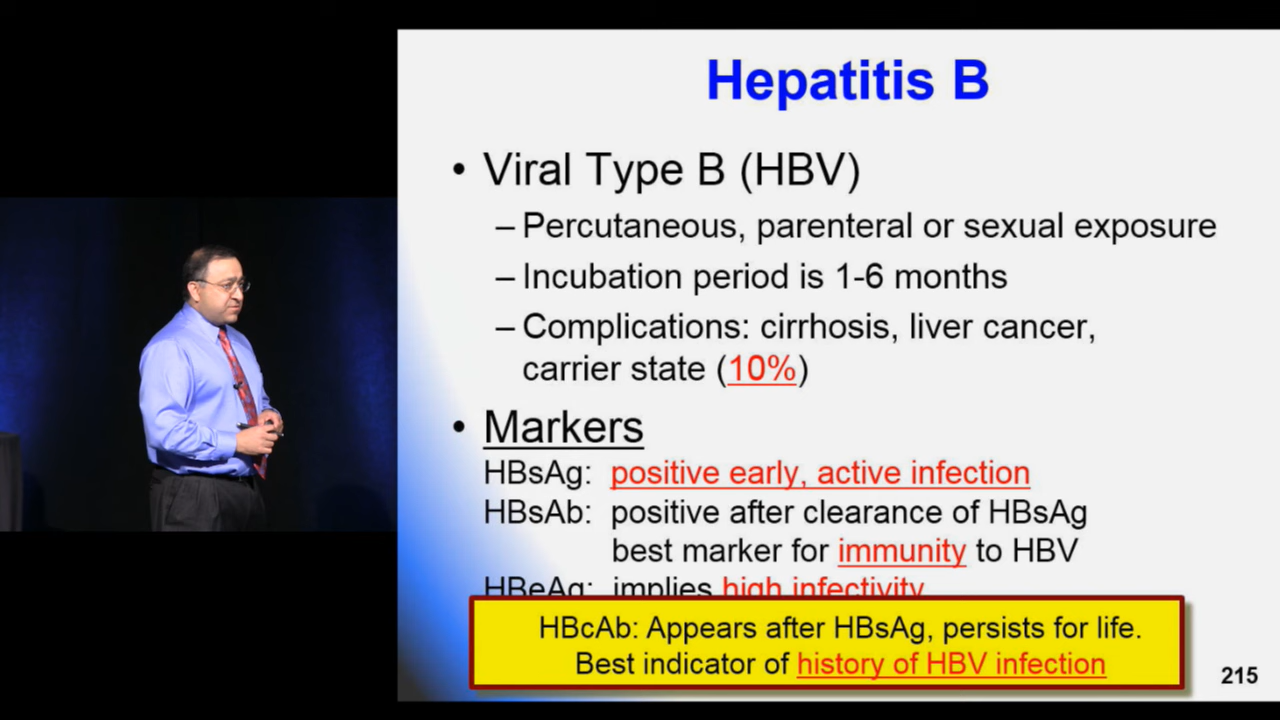 Hepatitis B
• Viral Type B (HBV)
– Percutaneous, parenteral or sexual exposure
– Incubation period is 1-6 months
– Complications: cirrhosis, liver cancer,
carrier state (10%)
• Markers
HBsAg: positive early, active infection
HBsAb: positive after clearance of HBsAg
best marker for immunity to HBV
HBeAg: implies high infectivity
HBcAb: Appears after HBsAg, persists for life.
Best indicator of history of HBV infection
215